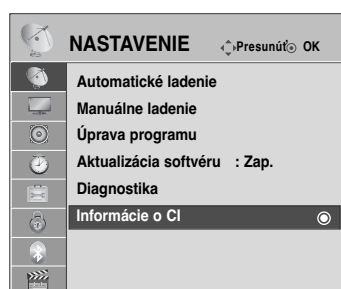 NASTAVENIE Presunúť OK
Automatické ladenie
Manuálne ladenie
Úprava programu
Aktualizácia softvéru : Zap.
Diagnostika
Informácie o CI